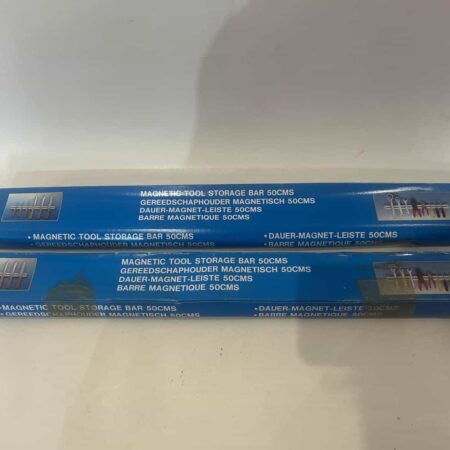 MAGNETIC TOOL STORAGE BAR 50CMS
GEREEDSCHAPHOUDER MAGNETISCH 50CMS
DAUER-MAGNET-LEISTE 50CMS
BARRE MAGNETIQUE 50CMS
• MAGNETIC TOOL STORAGE BAR 50CMS
• DAUER-MAGNET-LEISTE 50CMS
• GEREEDSCHAPHOUDER MAGNETISCH 50CMS
• BARRE MAGNETIQUE 50CMS
MAGNETIC TOOL STORAGE BAR 50CMS
GEREEDSCHAPHOUDER MAGNETISCH 50CMS
DAUER-MAGNET-LEISTE 50CMS
BARRE MAGNETIQUE 50CMS
• MAGNETIC TOOL STORAGE BAR 50CMS
• DAUER-MAGNET-LEISTE 50CMS
• GEREEDSCHAPHOUDER MAGNETISCH 50CMS
• BARRE MAGNETIQUE 50CMS